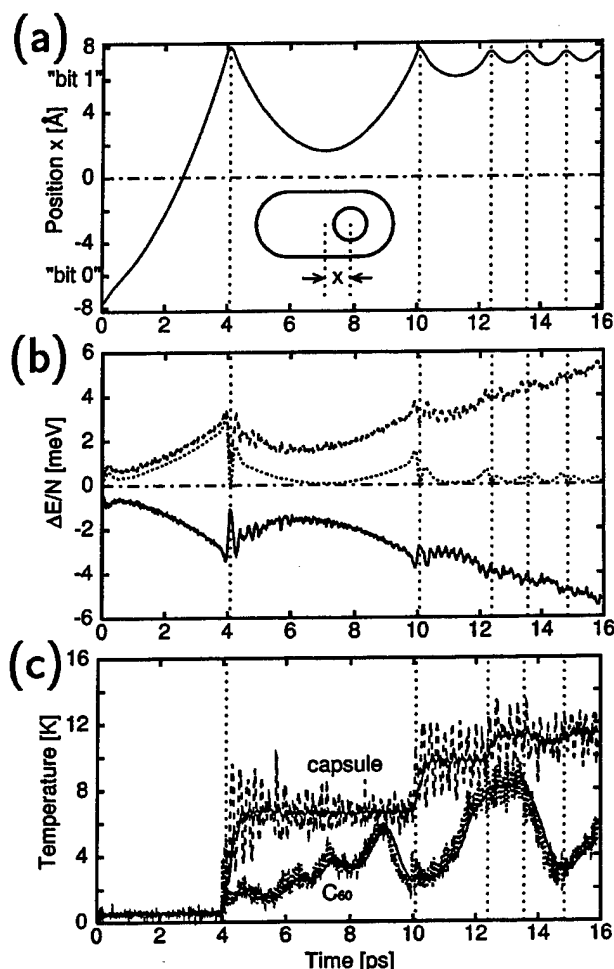 (a)
8
"bit 1"
4
0
-4
"bit 0"
-8
Position x [Å]
x
0 2 4 6 8 10 12 14 16
(b)
6
4
2
0
-2
-4
-6
ΔE/N [meV]
0 2 4 6 8 10 12 14 16
(c)
16
12
8
4
0
Temperature [K]
capsule
C60
0 2 4 6 8 10 12 14 16
Time [ps]